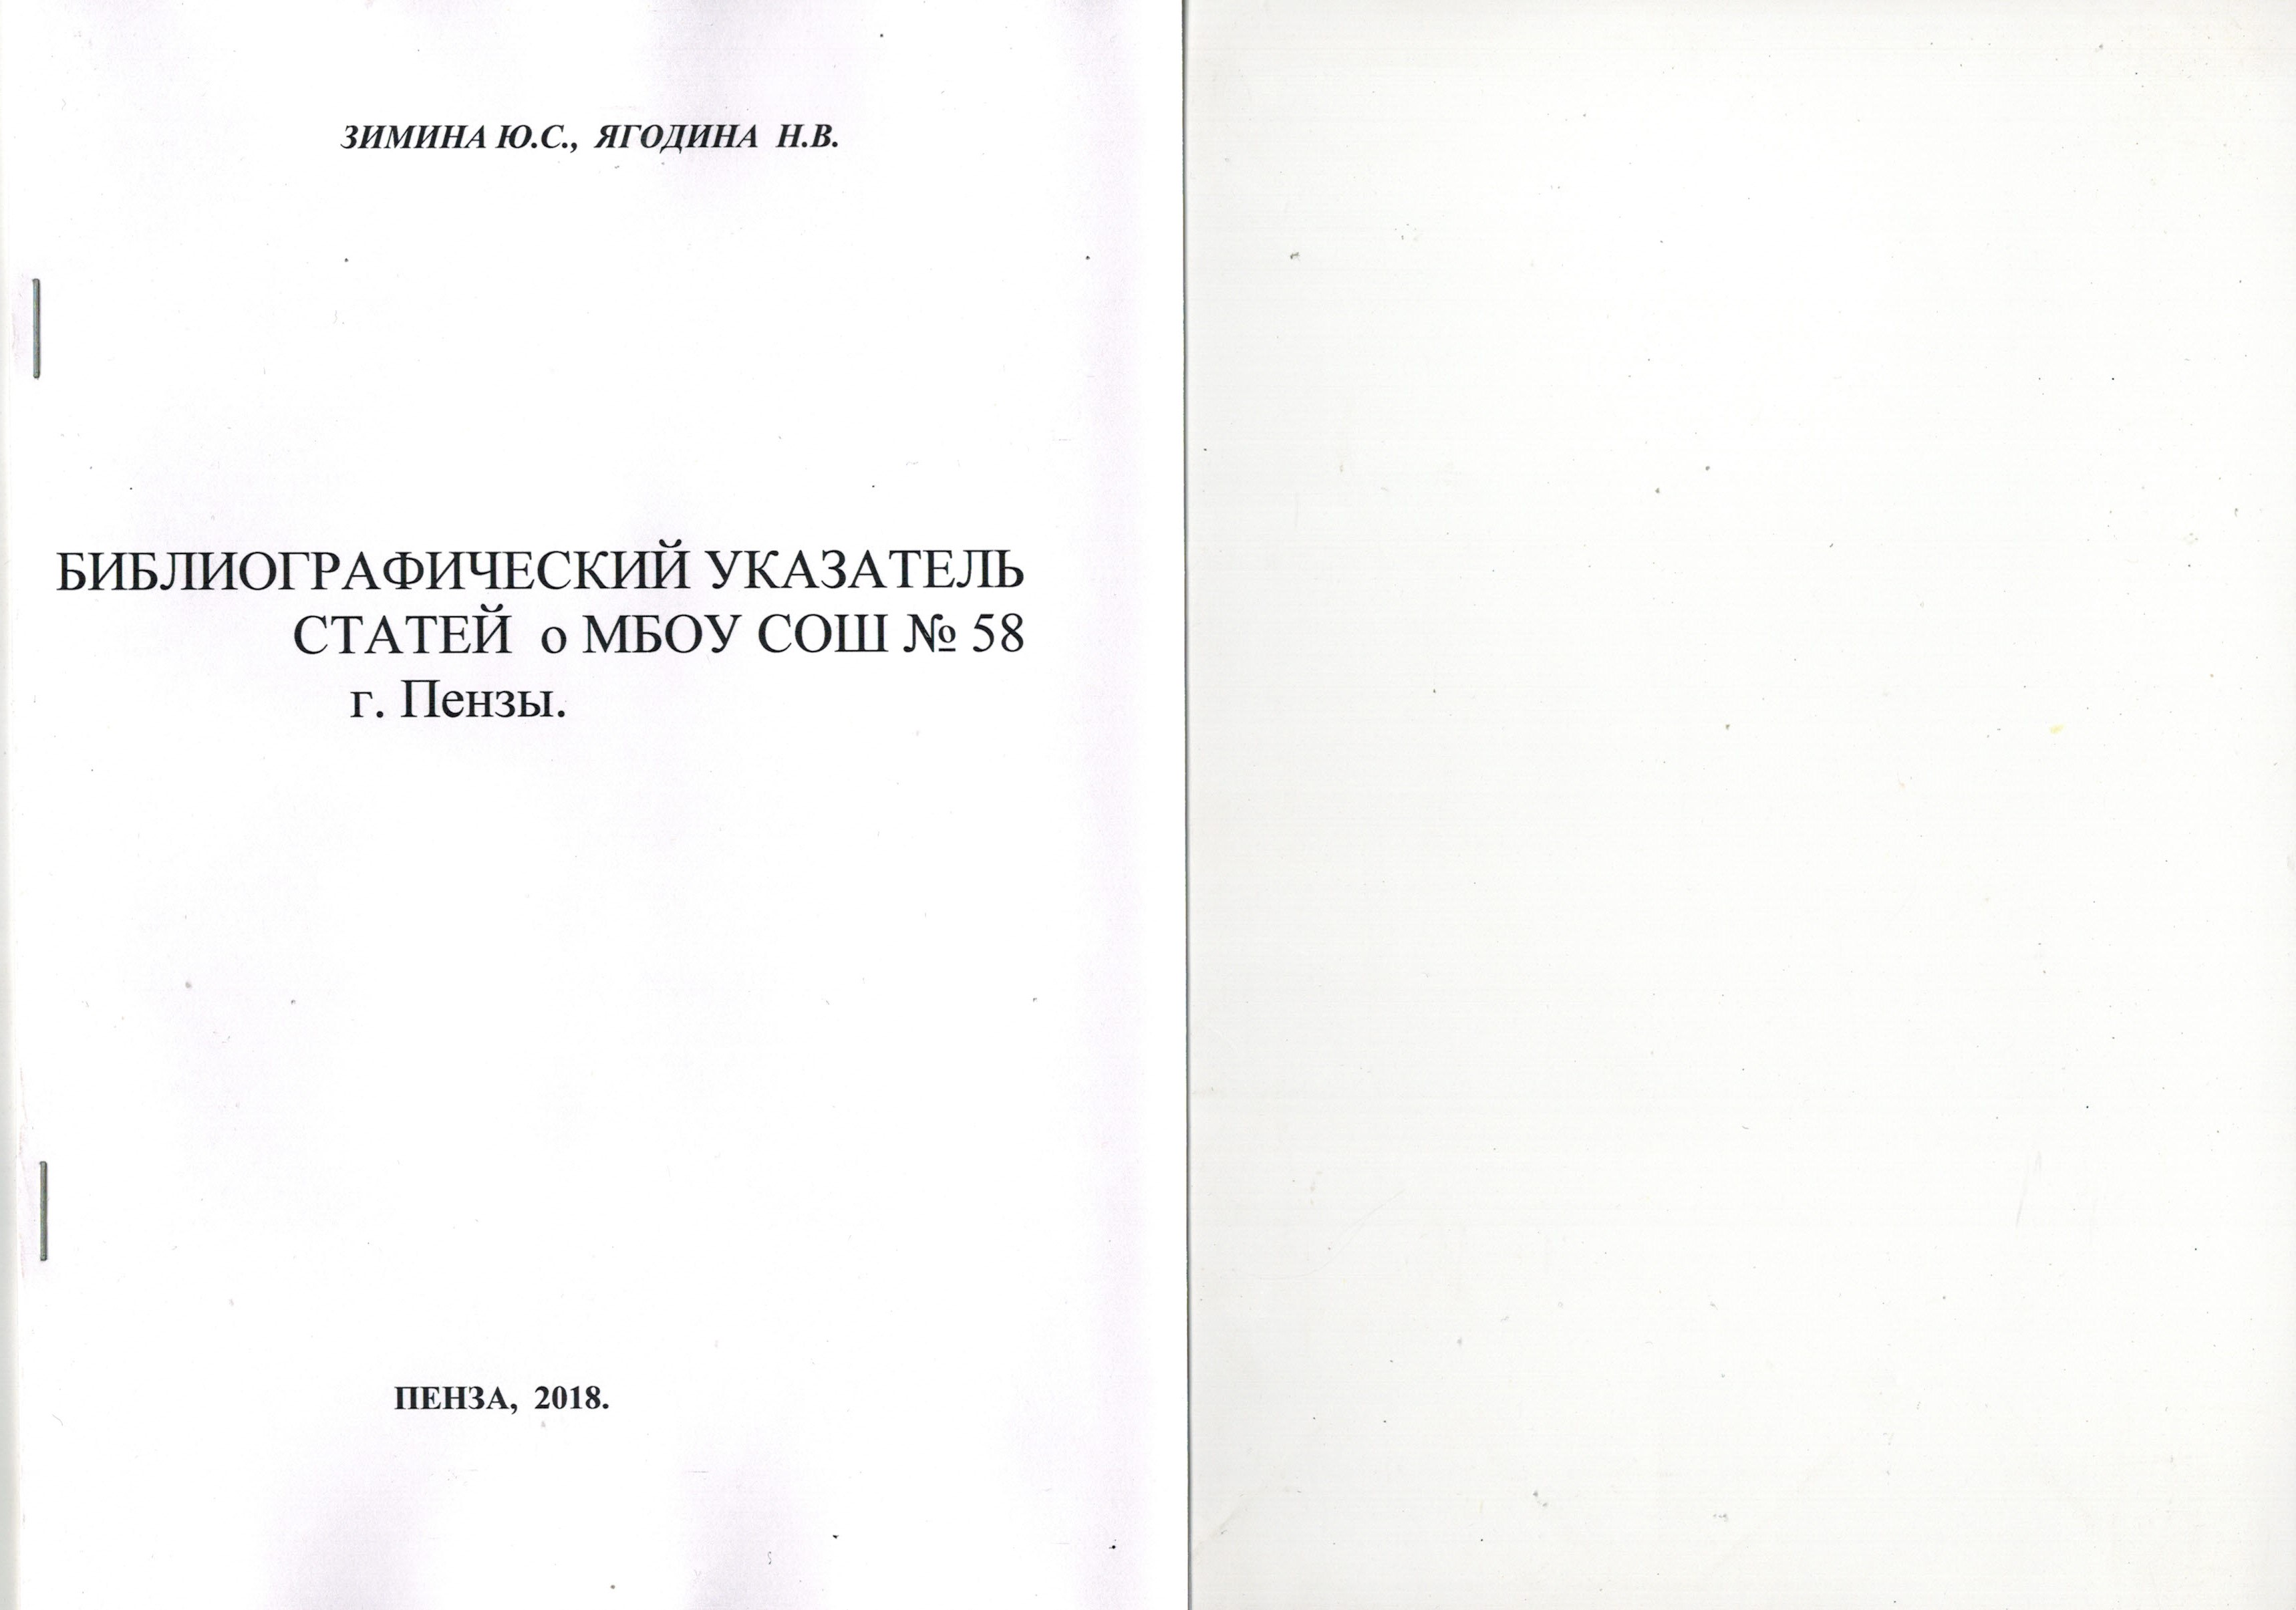 ЗИМИНА Ю.С., ЯГОДИНА Н.В.
БИБЛИОГРАФИЧЕСКИЙ УКАЗАТЕЛЬ
СТАТЕЙ о МБОУ СОШ № 58
г. Пензы.
ПЕНЗА, 2018.